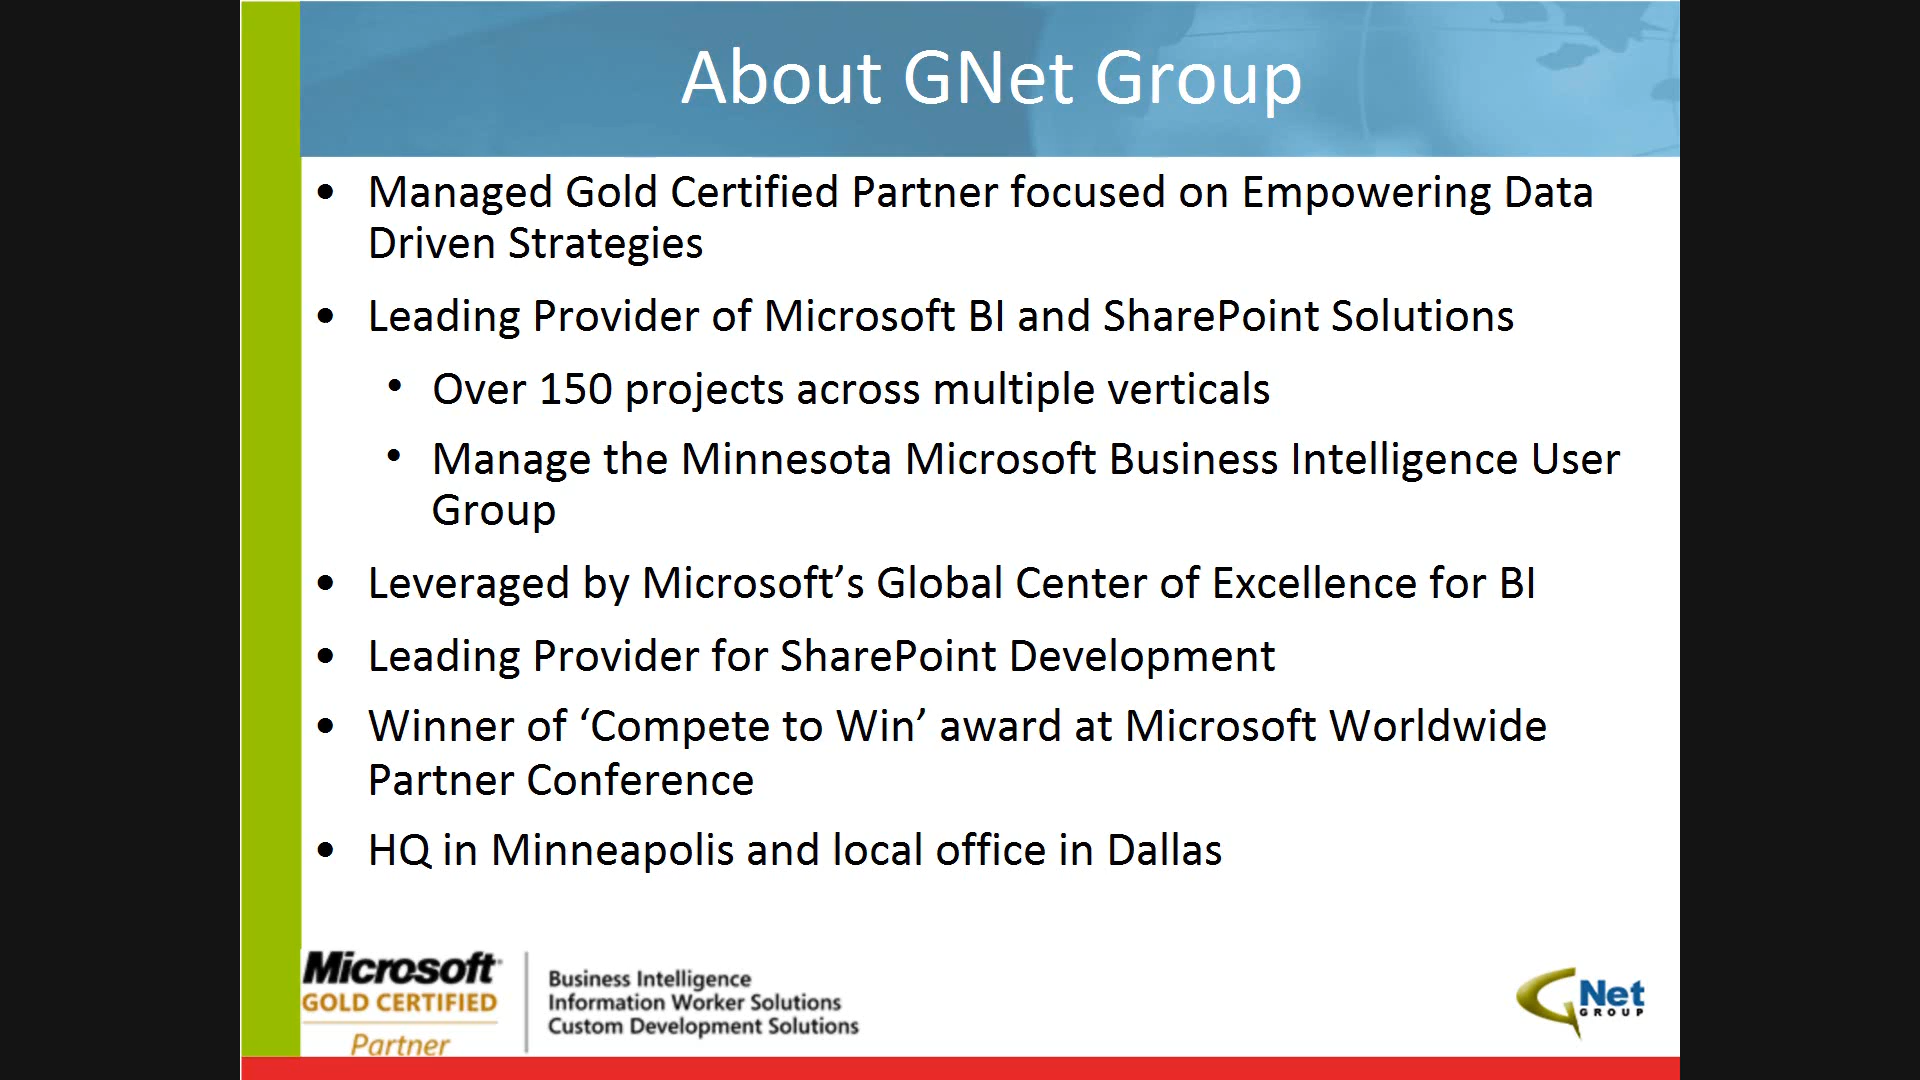 About GNet Group
• Managed Gold Certified Partner focused on Empowering Data
Driven Strategies
• Leading Provider of Microsoft BI and SharePoint Solutions
• Over 150 projects across multiple verticals
• Manage the Minnesota Microsoft Business Intelligence User
Group
• Leveraged by Microsoft’s Global Center of Excellence for BI
• Leading Provider for SharePoint Development
• Winner of ‘Compete to Win’ award at Microsoft Worldwide
Partner Conference
• HQ in Minneapolis and local office in Dallas
Microsoft
GOLD CERTIFIED
Partner
Business Intelligence
Information Worker Solutions
Custom Development Solutions
GNet
GROUP